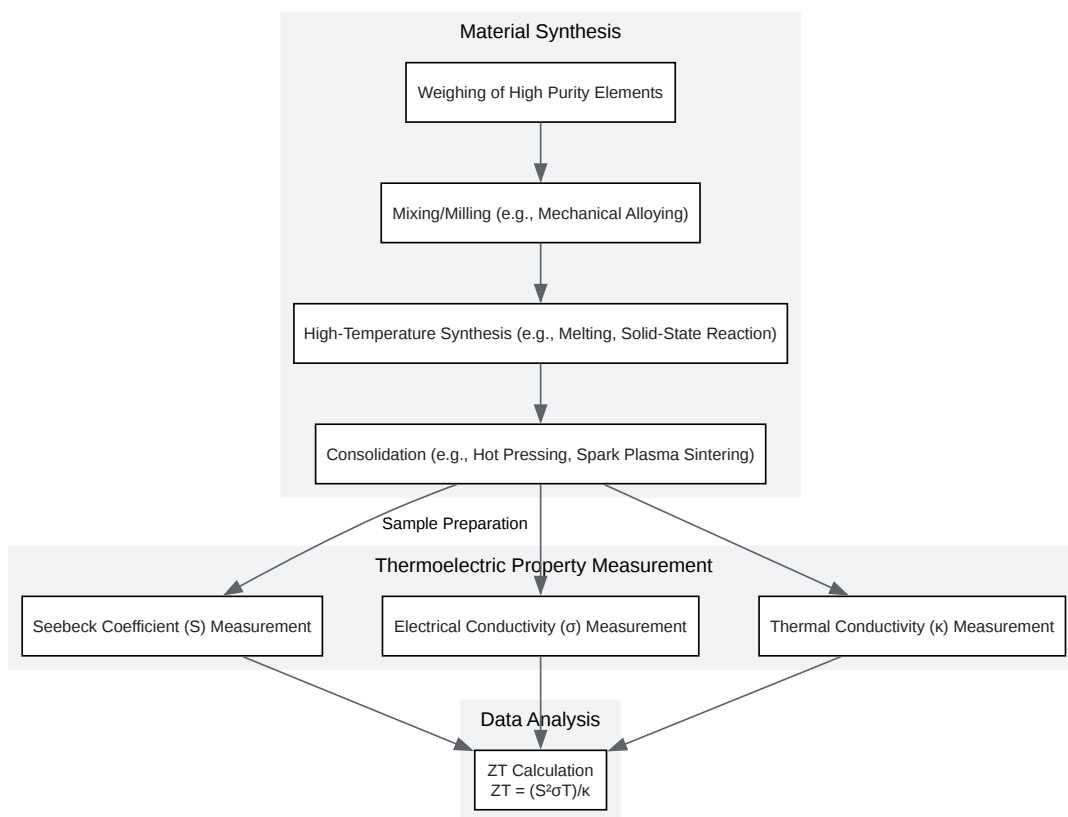 Material Synthesis
Weighing of High Purity Elements
Mixing/Milling (e.g., Mechanical Alloying)
High-Temperature Synthesis (e.g., Melting, Solid-State Reaction)
Consolidation (e.g., Hot Pressing, Spark Plasma Sintering)
Sample Preparation
Thermoelectric Property Measurement
Seebeck Coefficient (S) Measurement
Electrical Conductivity (σ) Measurement
Thermal Conductivity (κ) Measurement
Data Analysis
ZT Calculation
ZT = (S²σT)/κ